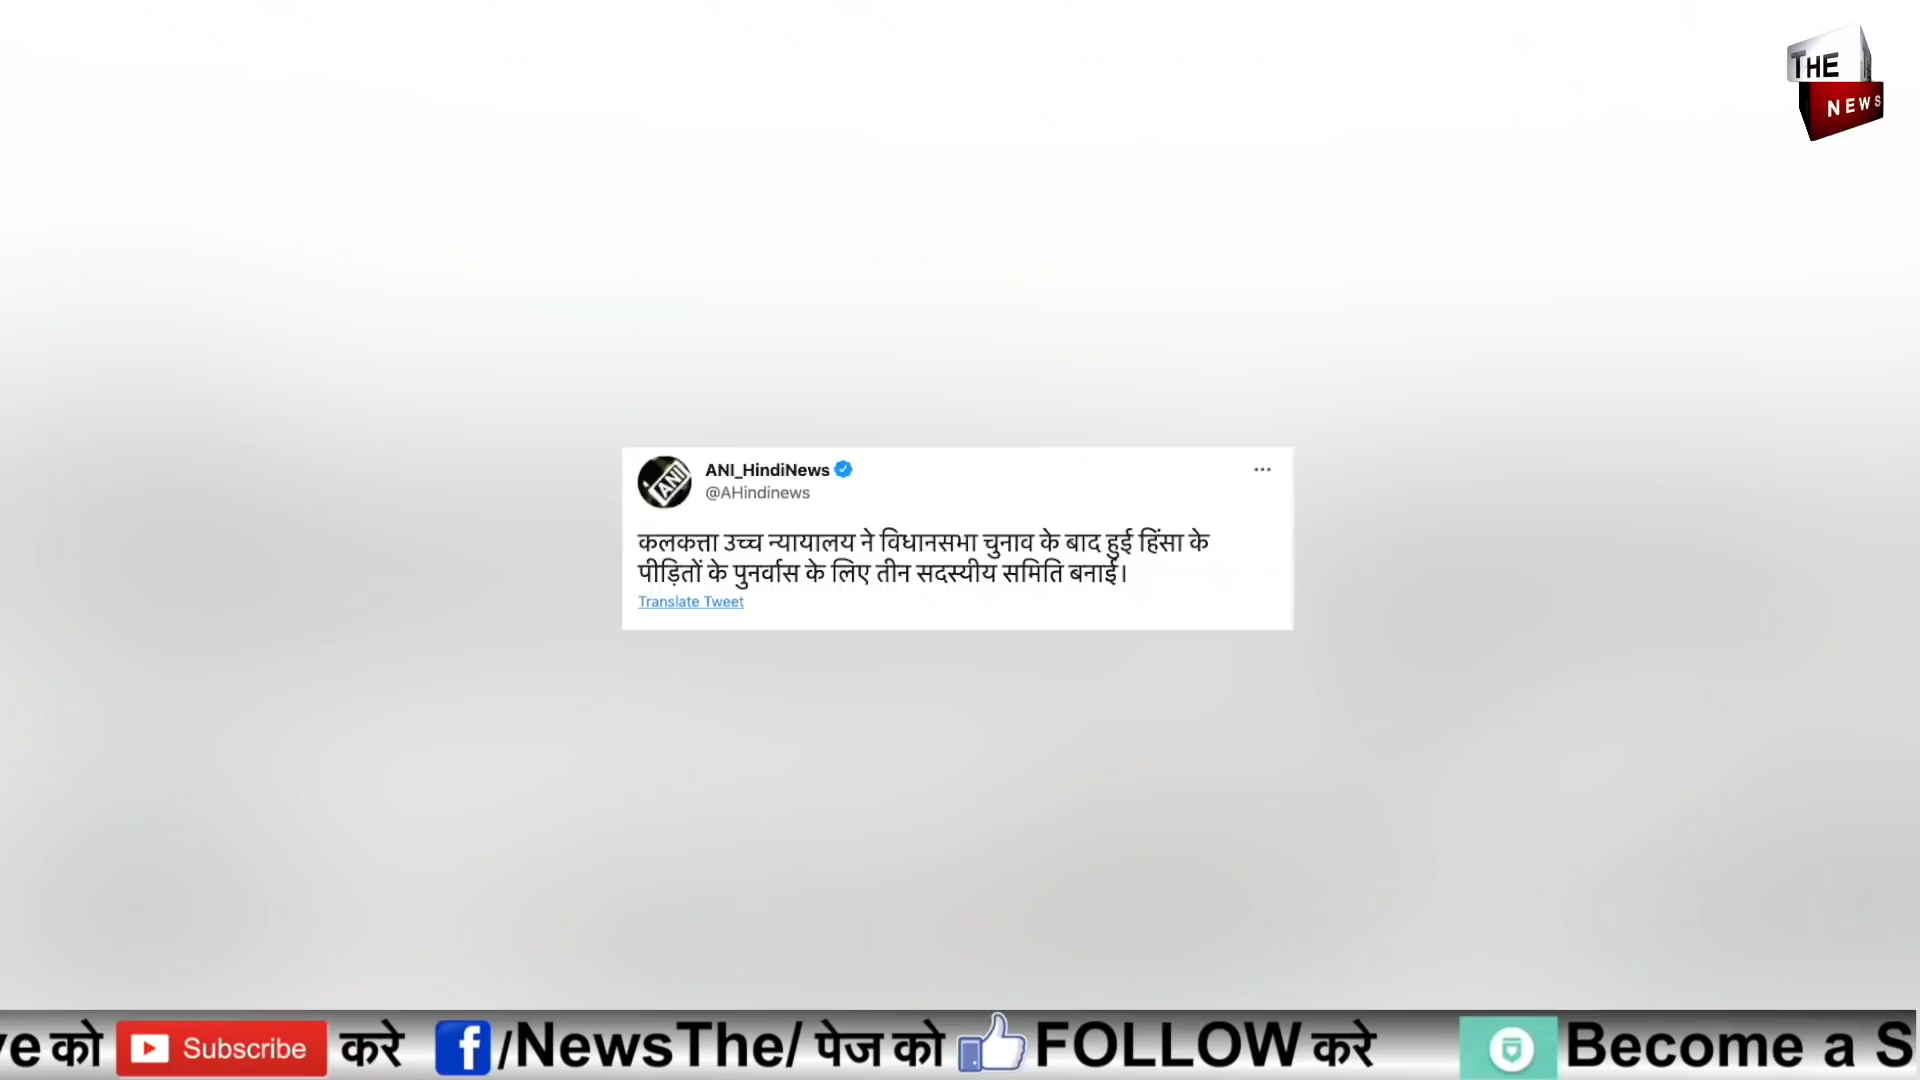 THE
NEWS
ANI_HindiNews
@AHindinews
कलकत्ता उच्च न्यायालय ने विधानसभा चुनाव के बाद हुई हिंसा के
पीड़ितों के पुनर्वास के लिए तीन सदस्यीय समिति बनाई।
Translate Tweet
को Subscribe करे f/NewsThe/ पेज को FOLLOW करे Become a S